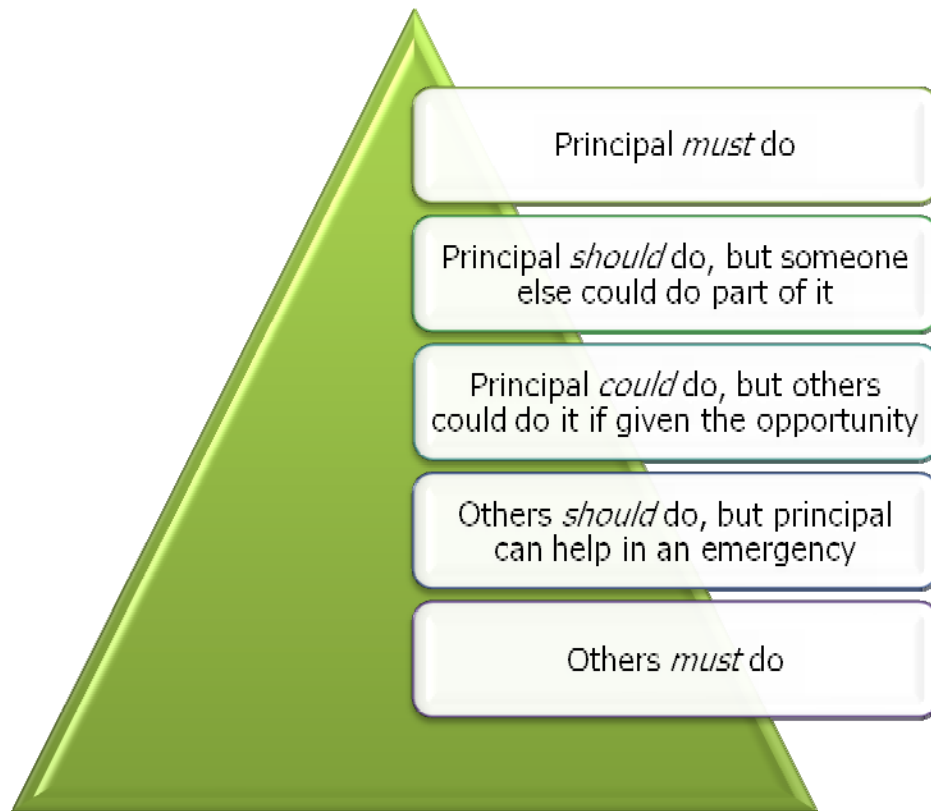 Principal must do
Principal should do, but someone
else could do part of it
Principal could do, but others
could do it if given the opportunity
Others should do, but principal
can help in an emergency
Others must do